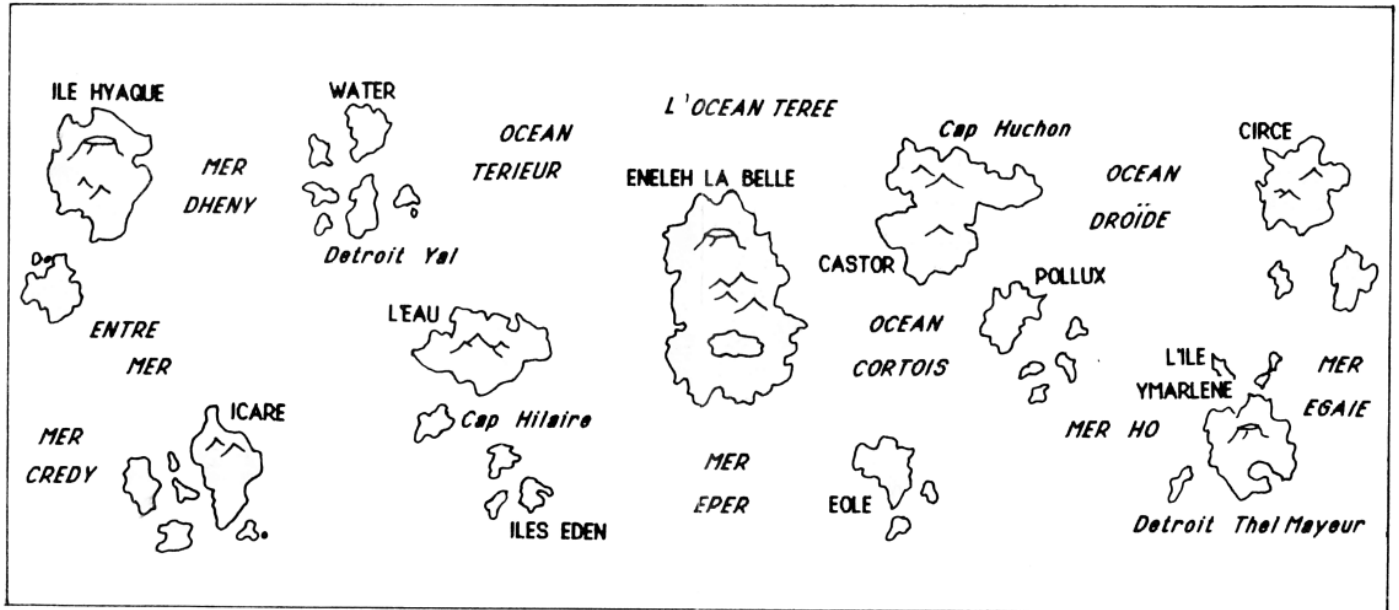 ILE HYAQUE
WATER
L'OCEAN TEREE
OCEAN
TERIEUR
Cap Huchon
CIRCE
MER
DHENY
ENELEH LA BELLE
OCEAN
DROÏDE
Detroit Yal
CASTOR
POLLUX
L'EAU
ENTRE
MER
OCEAN
CORTOIS
L'ILE
YMARLENE
MER
EGAIE
ICARE
Cap Hilaire
MER HO
MER
CREDY
MER
EPER
EOLE
ILES EDEN
Detroit Thel Mayeur